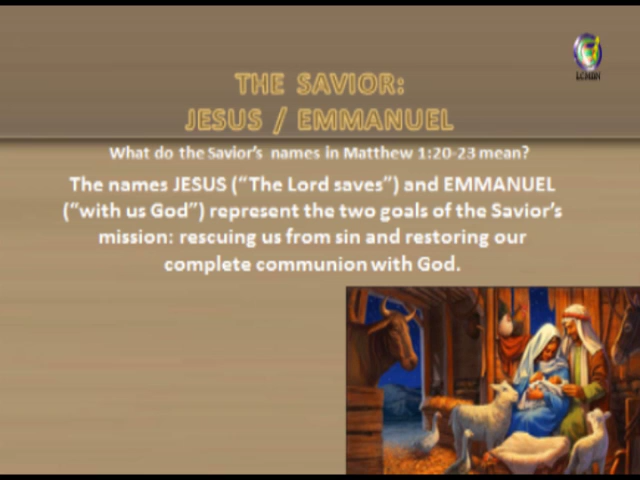 LCMAN
THE SAVIOR:
JESUS / EMMANUEL
What do the Savior's names in Matthew 1:20-23 mean?
The names JESUS (“The Lord saves”) and EMMANUEL
(“with us God”) represent the two goals of the Savior’s
mission: rescuing us from sin and restoring our
complete communion with God.